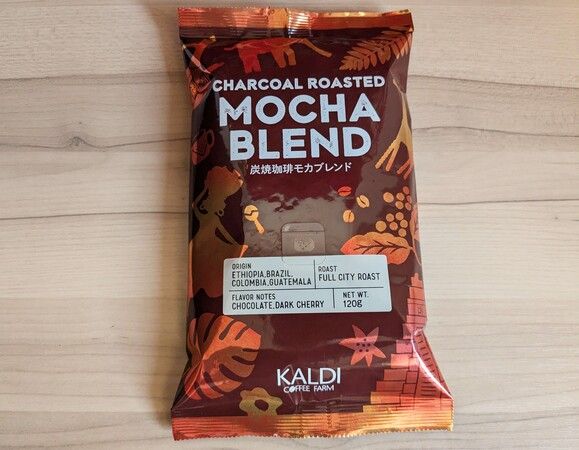 CHARCOAL ROASTED
MOCHA
BLEND
炭焼珈琲モカブレンド
ORIGIN
ETHIOPIA,BRAZIL,
COLOMBIA,GUATEMALA
ROAST
FULL CITY ROAST
FLAVOR NOTES
CHOCOLATE,DARK CHERRY
NET WT.
120g
KALDI
COFFEE FARM